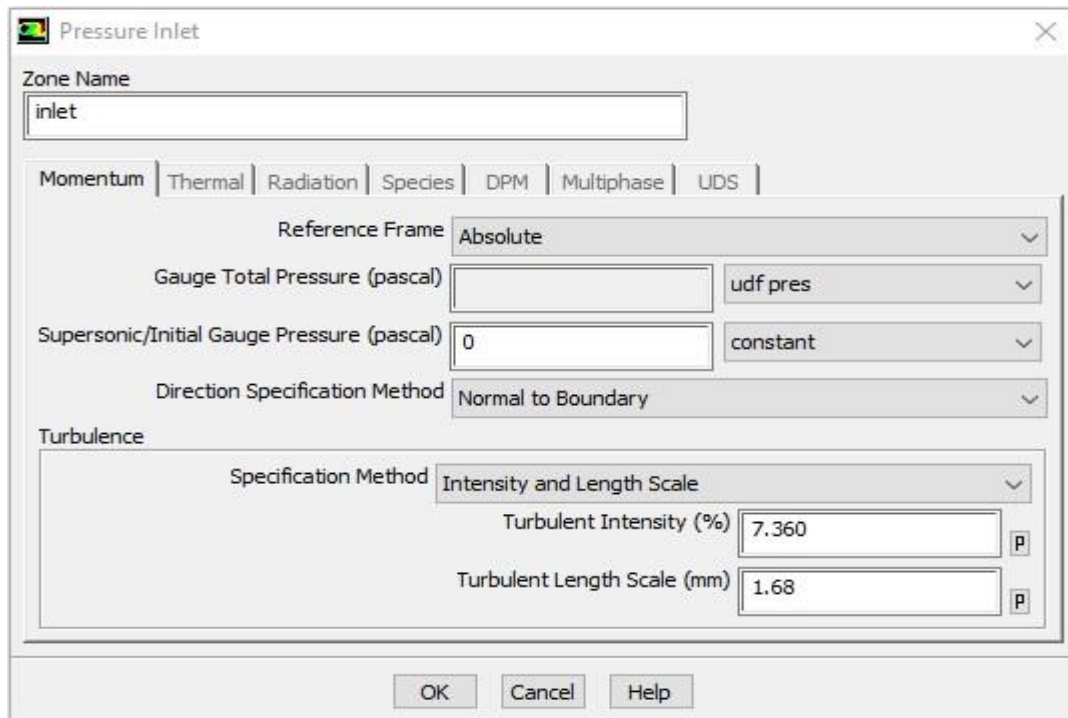 Pressure Inlet
Zone Name
inlet
Momentum Thermal Radiation Species DPM Multiphase UDS
Reference Frame Absolute
Gauge Total Pressure (pascal) udf pres
Supersonic/Initial Gauge Pressure (pascal) 0 constant
Direction Specification Method Normal to Boundary
Turbulence
Specification Method Intensity and Length Scale
Turbulent Intensity (%) 7.360 P
Turbulent Length Scale (mm) 1.68 P
OK Cancel Help